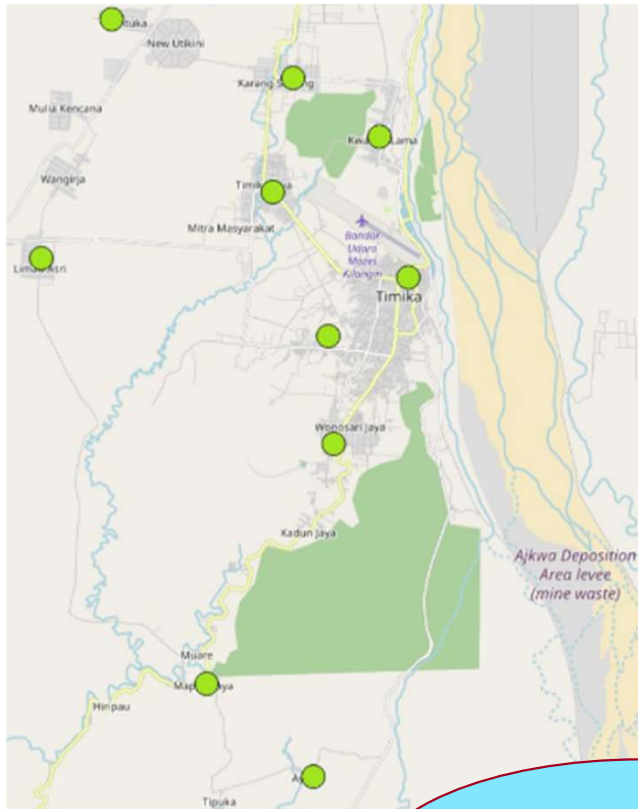 New Utikini
Mulia Kencana
Wangirja
Mitra Masyarakat
Bandar
Udara
Mozes
Kilangin
Timika
Wonosari Jaya
Kadun Jaya
Ajkwa Deposition
Area levee
(mine waste)
Muare
Hiripau
Tipuka